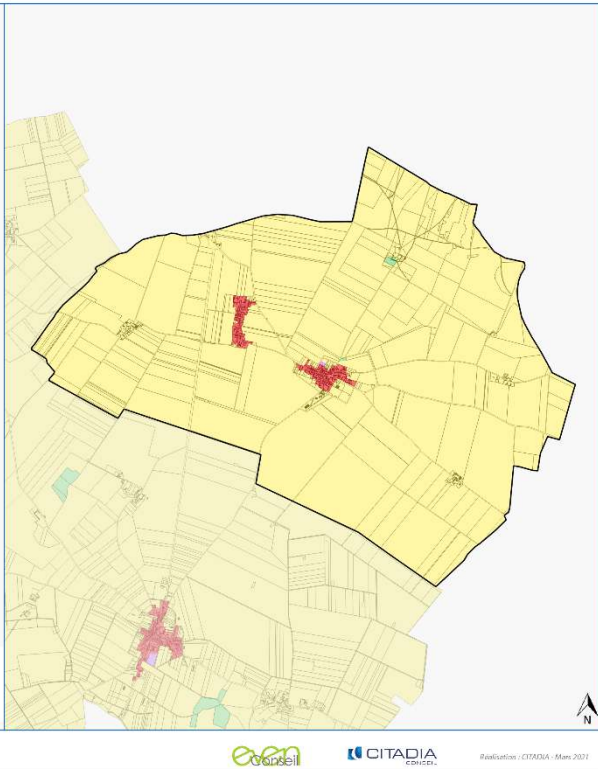 N
even
Conseil
CITADIA
CONSEIL
Réalisation : CITADIA - Mars 2021